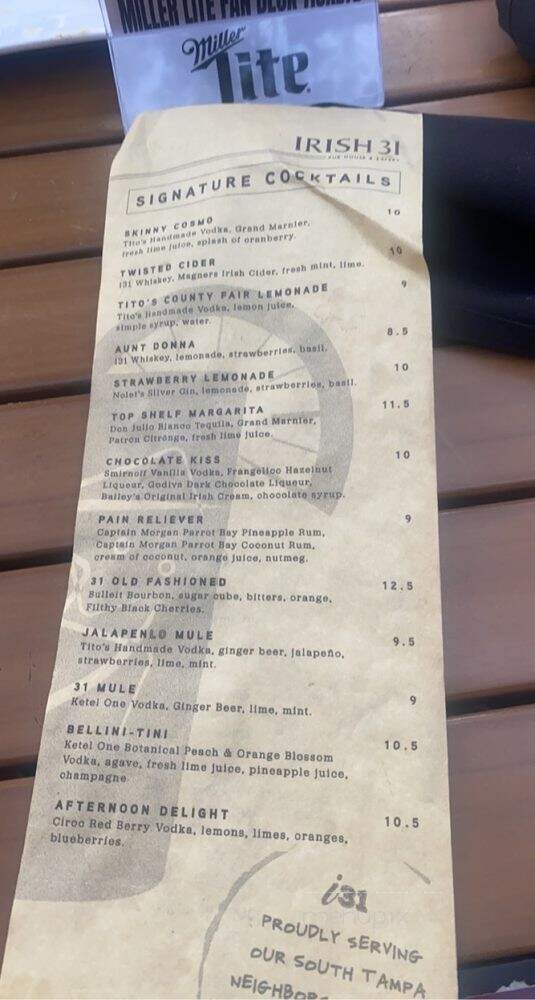 MILLER LITE FAN DECK
Miller
Lite
IRISH 31
PUB HOUSE & EATERY
SIGNATURE COCKTAILS
SKINNY COSMO 10
Tito's Handmade Vodka, Grand Marnier,
fresh lime juice, splash of cranberry.
TWISTED CIDER 10
i31 Whiskey, Magners Irish Cider, fresh mint, lime.
TITO'S COUNTY FAIR LEMONADE 9
Tito's Handmade Vodka, lemon juice,
simple syrup, water.
AUNT DONNA 8.5
i31 Whiskey, lemonade, strawberries, basil.
STRAWBERRY LEMONADE 10
Nolet's Silver Gin, lemonade, strawberries, basil.
TOP SHELF MARGARITA 11.5
Don Julio Blanco Tequila, Grand Marnier,
Patrón Citrónge, fresh lime juice.
CHOCOLATE KISS 10
Smirnoff Vanilla Vodka, Frangelico Hazelnut
Liqueur, Godiva Dark Chocolate Liqueur,
Bailey's Original Irish Cream, chocolate syrup.
PAIN RELIEVER 9
Captain Morgan Parrot Bay Pineapple Rum,
Captain Morgan Parrot Bay Coconut Rum,
cream of coconut, orange juice, nutmeg.
31 OLD FASHIONED 12.5
Bulleit Bourbon, sugar cube, bitters, orange,
Filthy Black Cherries.
JALAPENLO MULE 9.5
Tito's Handmade Vodka, ginger beer, jalapeño,
strawberries, lime, mint.
31 MULE 9
Ketel One Vodka, Ginger Beer, lime, mint.
BELLINI-TINI 10.5
Ketel One Botanical Peach & Orange Blossom
Vodka, agave, fresh lime juice, pineapple juice,
champagne
AFTERNOON DELIGHT 10.5
Ciroc Red Berry Vodka, lemons, limes, oranges,
blueberries.
i31
PROUDLY SERVING
OUR SOUTH TAMPA